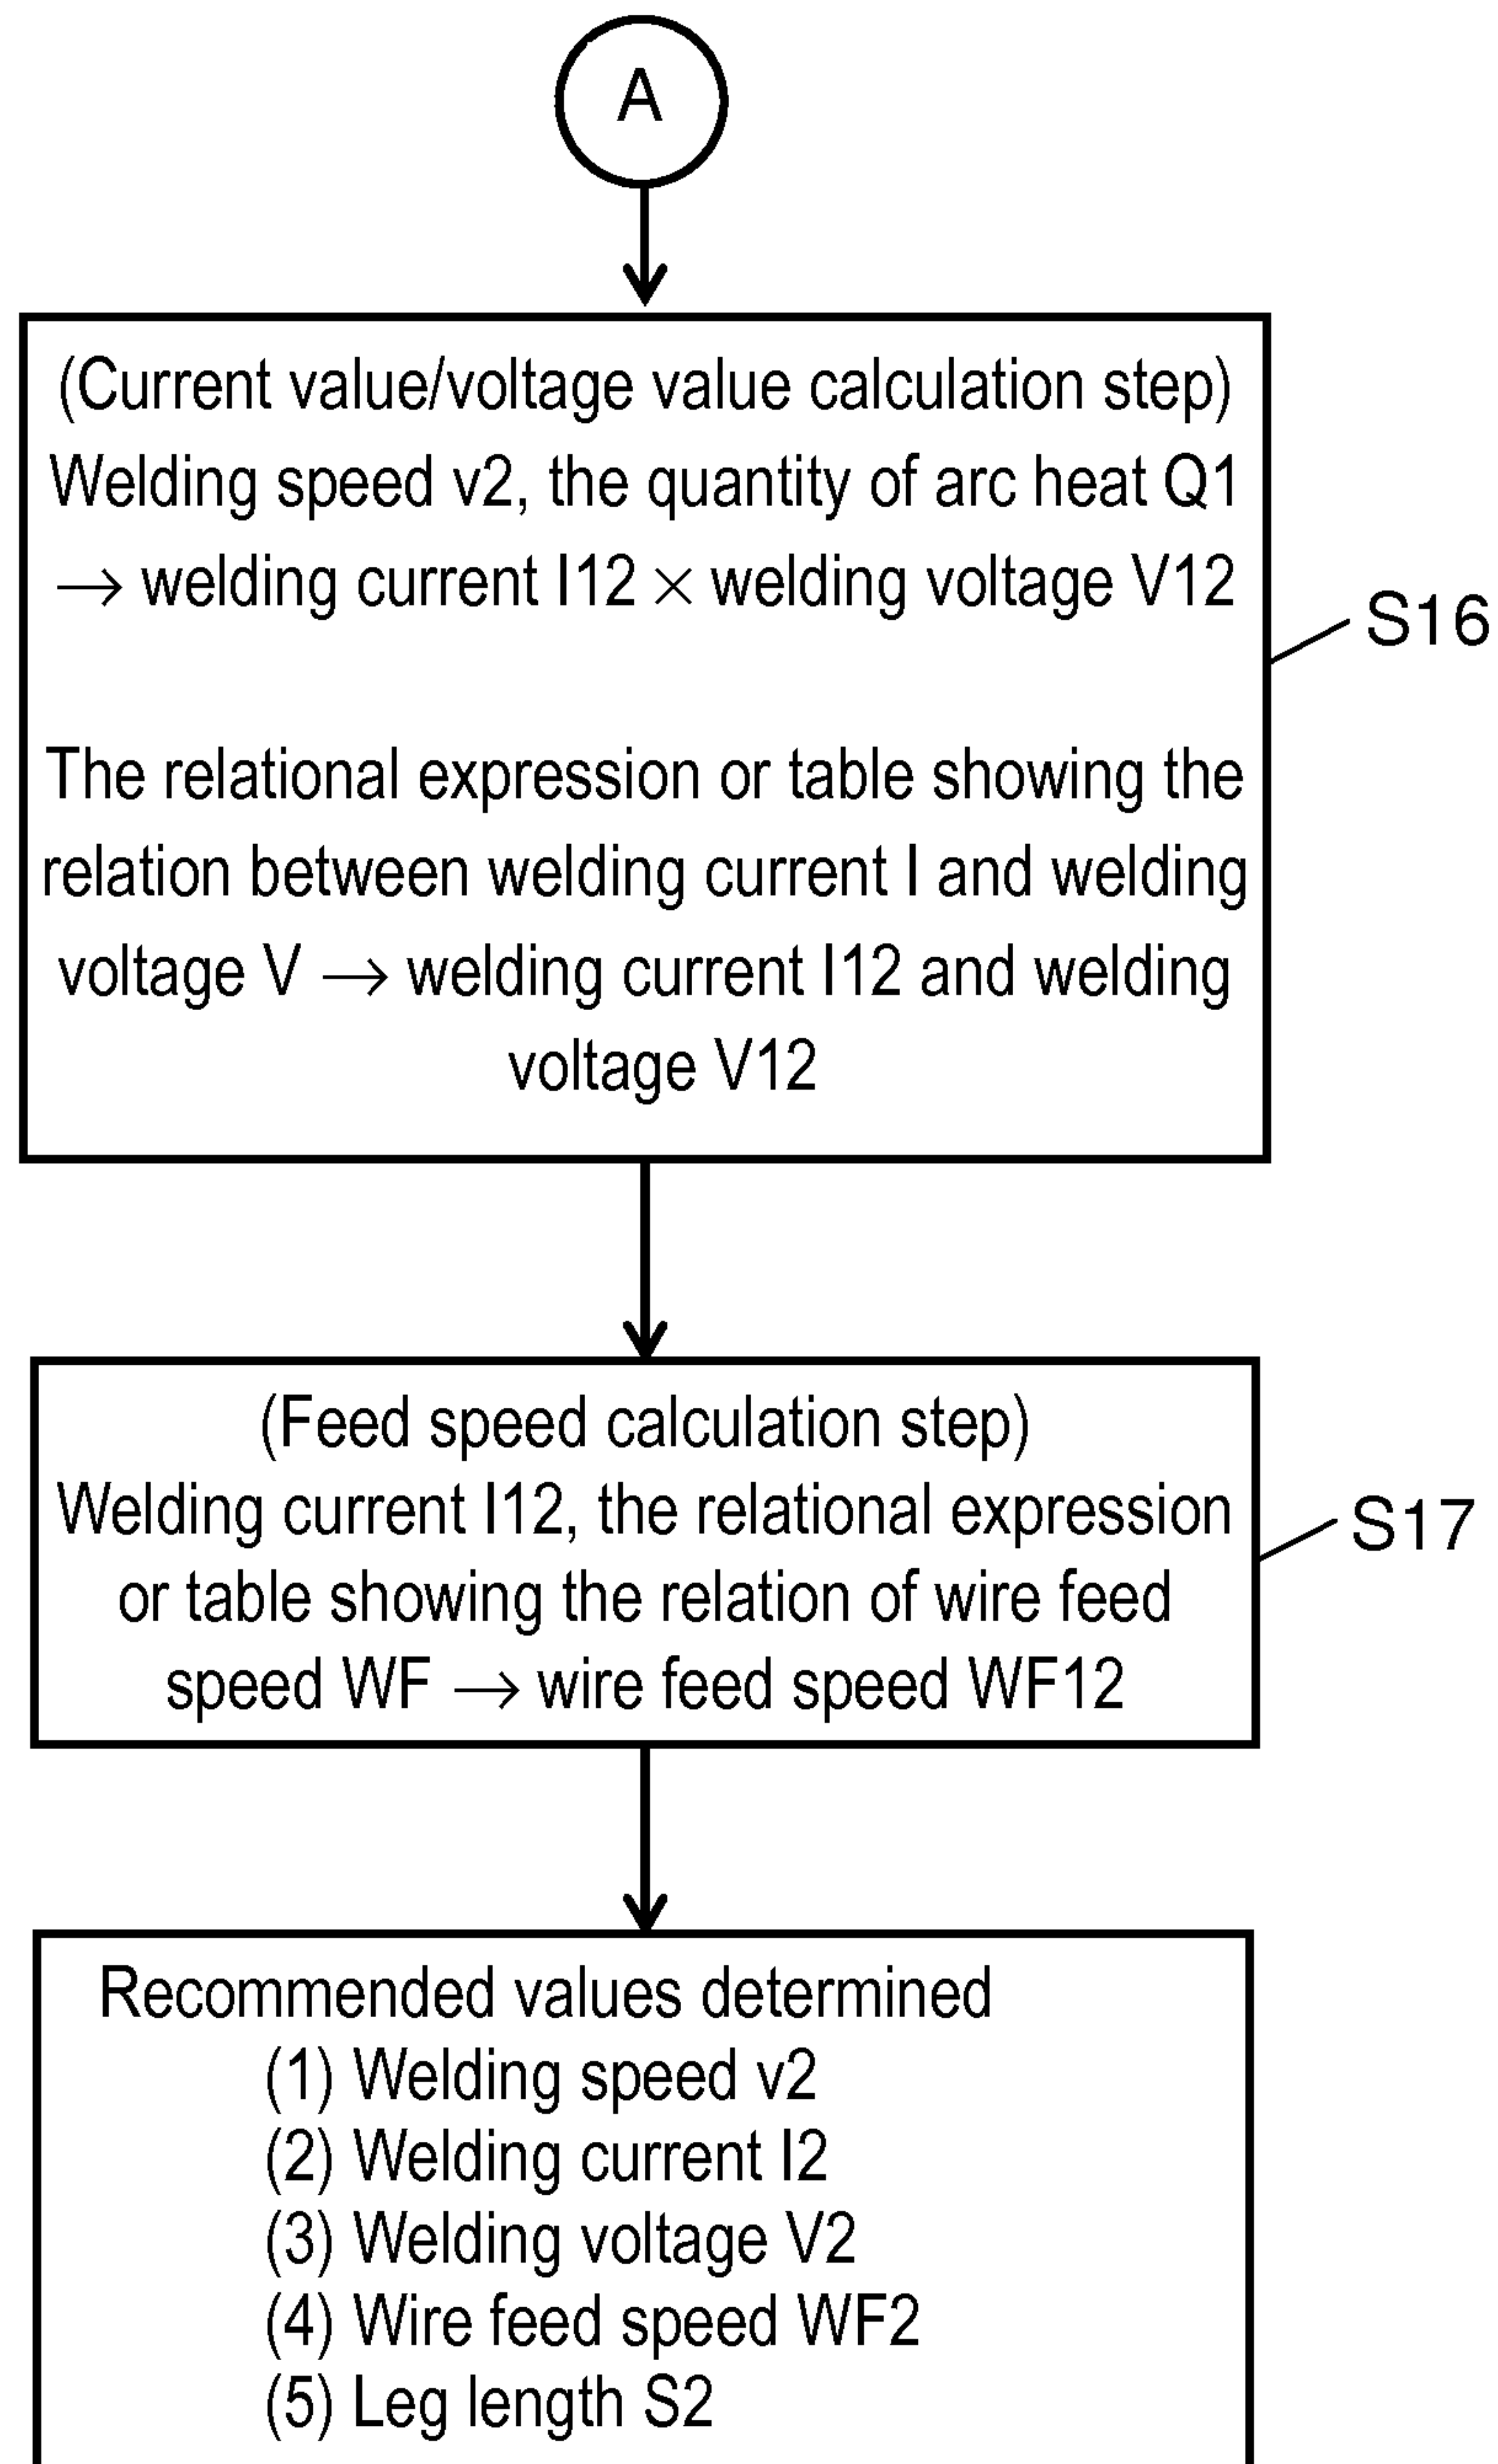 A
(Current value/voltage value calculation step)
Welding speed v2, the quantity of arc heat Q1
→ welding current I12 × welding voltage V12
S16
The relational expression or table showing the
relation between welding current I and welding
voltage V → welding current I12 and welding
voltage V12
(Feed speed calculation step)
Welding current I12, the relational expression
S17
or table showing the relation of wire feed
speed WF → wire feed speed WF12
Recommended values determined
(1) Welding speed v2
(2) Welding current I2
(3) Welding voltage V2
(4) Wire feed speed WF2
(5) Leg length S2